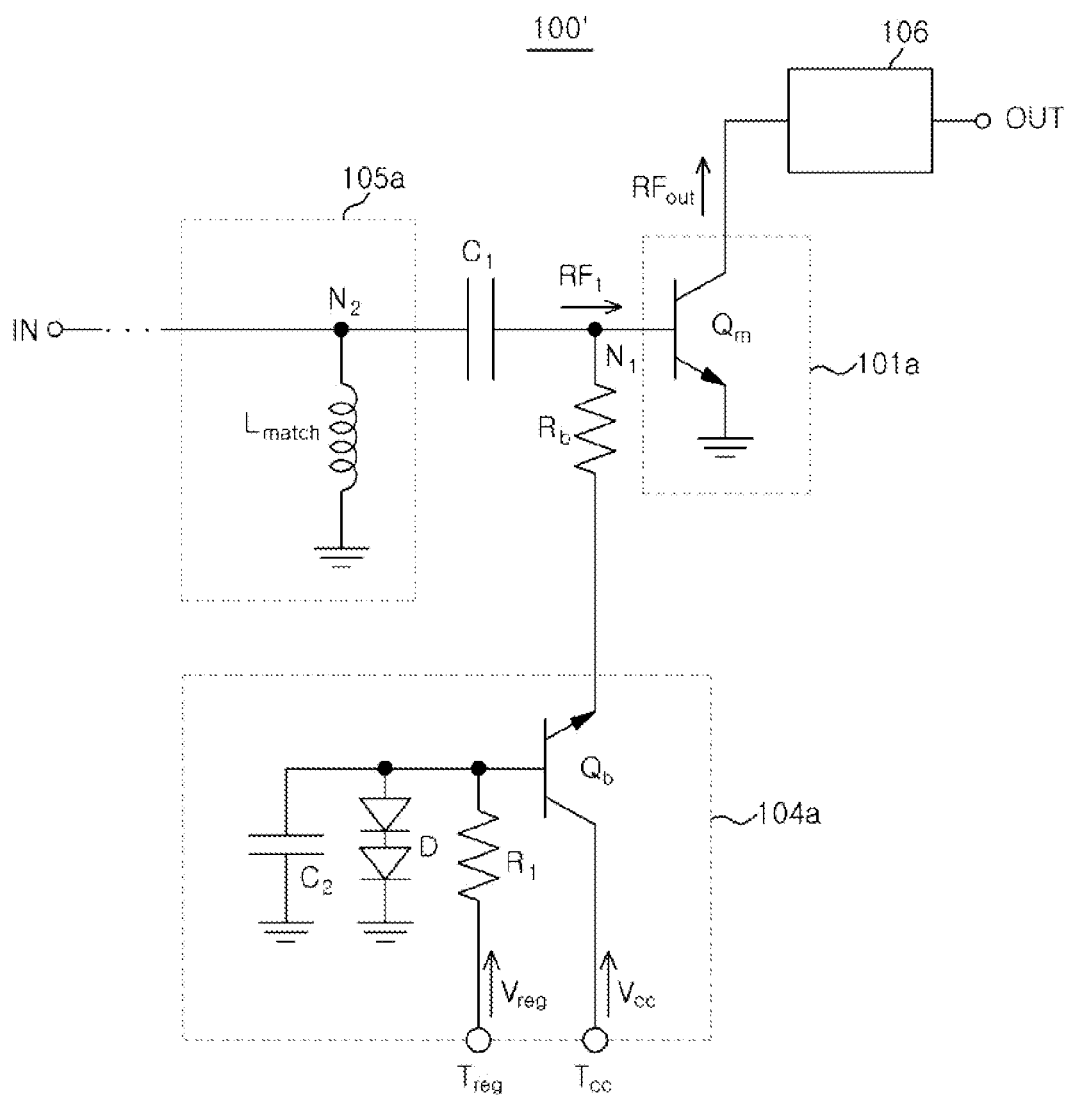 100'
106
OUT
RFout
105a
C1
RF1
N2
IN
. . .
Qm
N1
101a
Lmatch
Rb
Qb
104a
D
R1
C2
Vreg
Vcc
Treg
Tcc